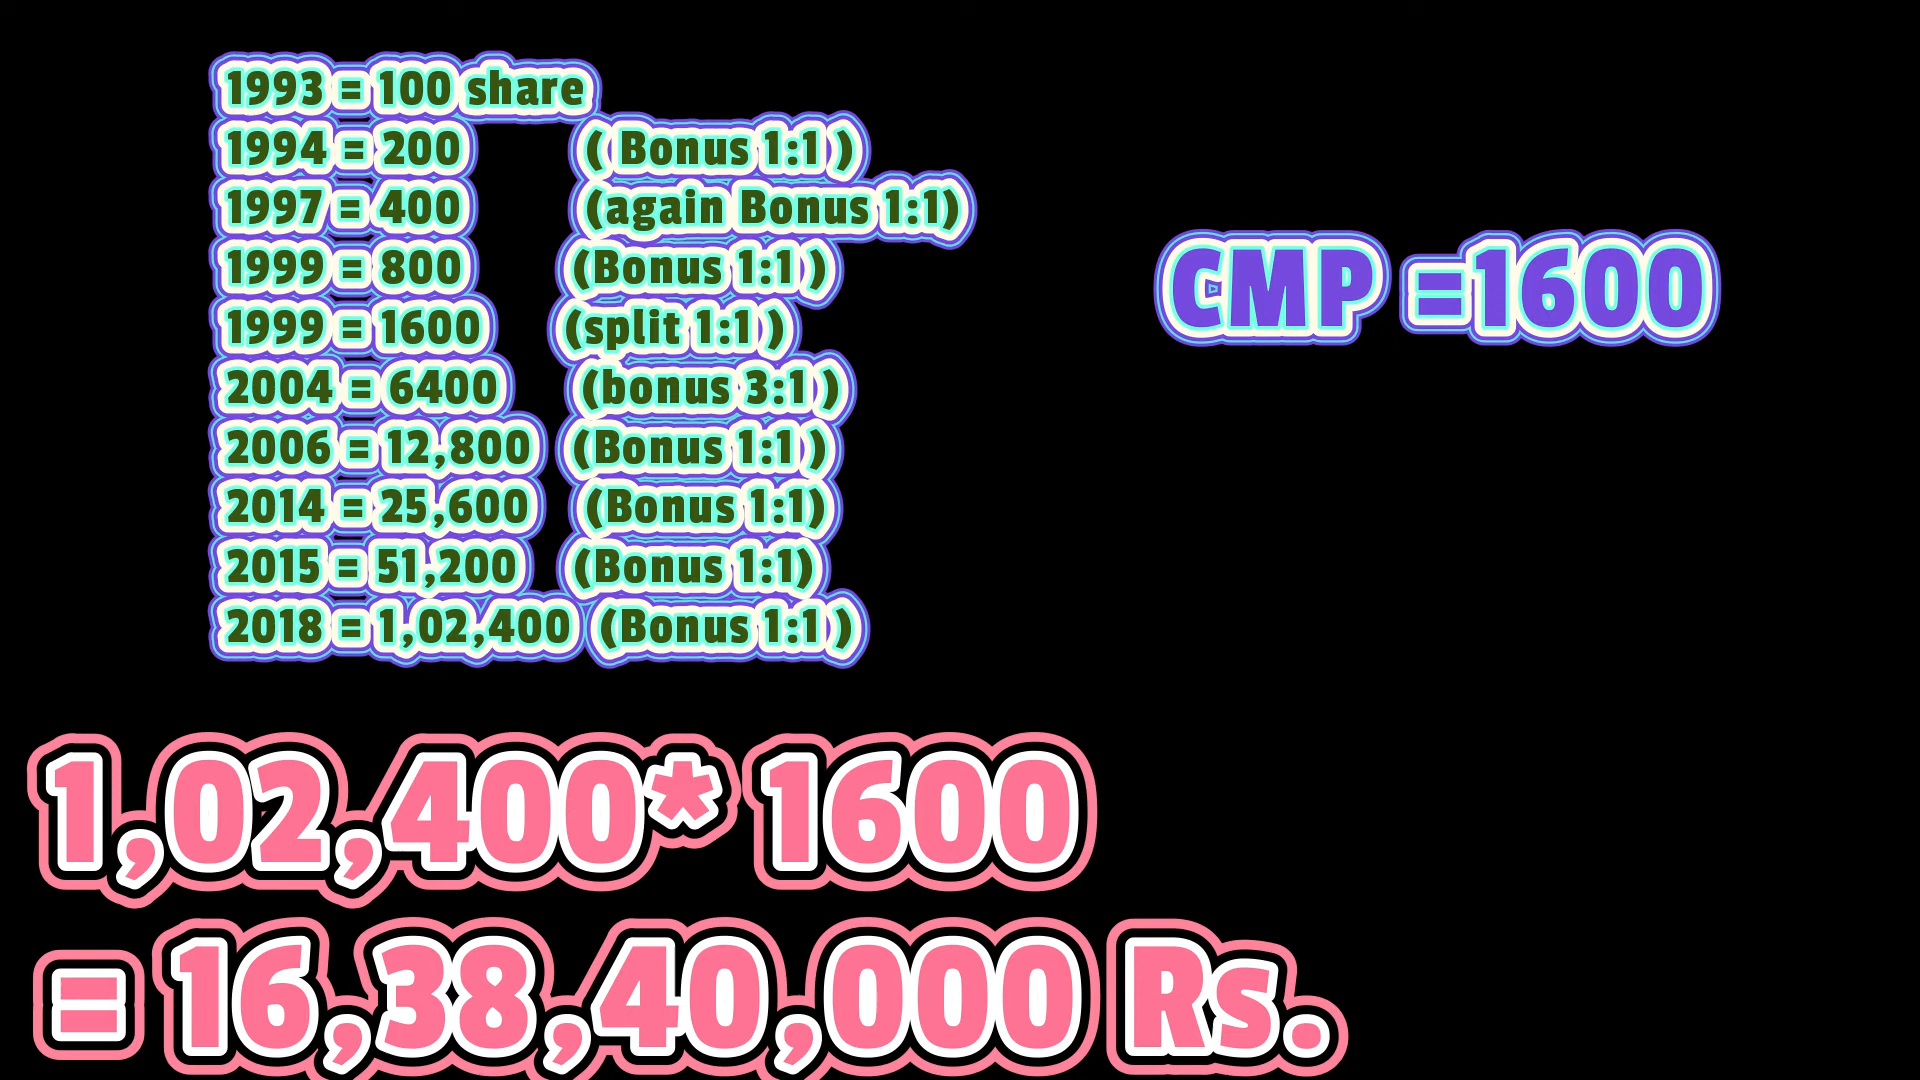 1993 = 100 share
1994 = 200 ( Bonus 1:1 )
1997 = 400 (again Bonus 1:1)
1999 = 800 (Bonus 1:1 )
1999 = 1600 (split 1:1 )
2004 = 6400 (bonus 3:1 )
2006 = 12,800 (Bonus 1:1 )
2014 = 25,600 (Bonus 1:1)
2015 = 51,200 (Bonus 1:1)
2018 = 1,02,400 (Bonus 1:1 )
CMP =1600
1,02,400* 1600
= 16,38,40,000 Rs.